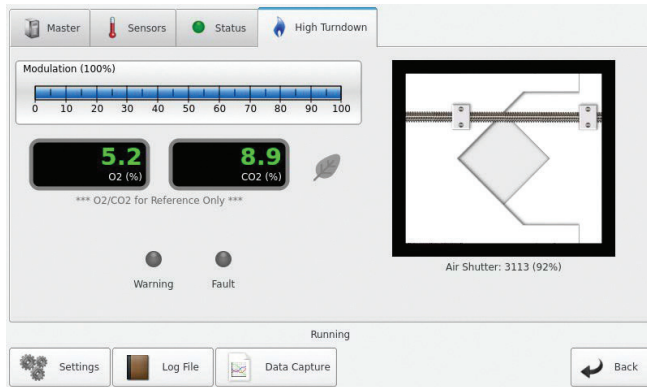 Master
Sensors
Status
High Turndown
Modulation (100%)
0 10 20 30 40 50 60 70 80 90 100
5.2
O2 (%)
8.9
CO2 (%)
*** O2/CO2 for Reference Only ***
Air Shutter: 3113 (92%)
Warning
Fault
Running
Settings
Log File
Data Capture
Back